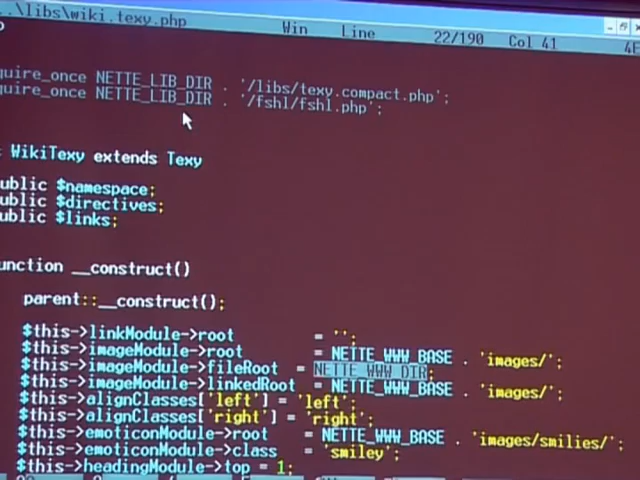 ..\libs\wiki.texy.php Win Line 22/190 Col 41
quire_once NETTE_LIB_DIR . '/libs/texy.compact.php';
quire_once NETTE_LIB_DIR . '/fshl/fshl.php';
WikiTexy extends Texy
ublic $namespace;
ublic $directives;
ublic $links;
unction __construct()
parent::__construct();
$this->linkModule->root = '';
$this->imageModule->root = NETTE_WWW_BASE . 'images/';
$this->imageModule->fileRoot = NETTE_WWW_DIR;
$this->imageModule->linkedRoot = NETTE_WWW_BASE . 'images/';
$this->alignClasses['left'] = 'left';
$this->alignClasses['right'] = 'right';
$this->emoticonModule->root = NETTE_WWW_BASE . 'images/smilies/';
$this->emoticonModule->class = 'smiley';
$this->headingModule->top = 1;